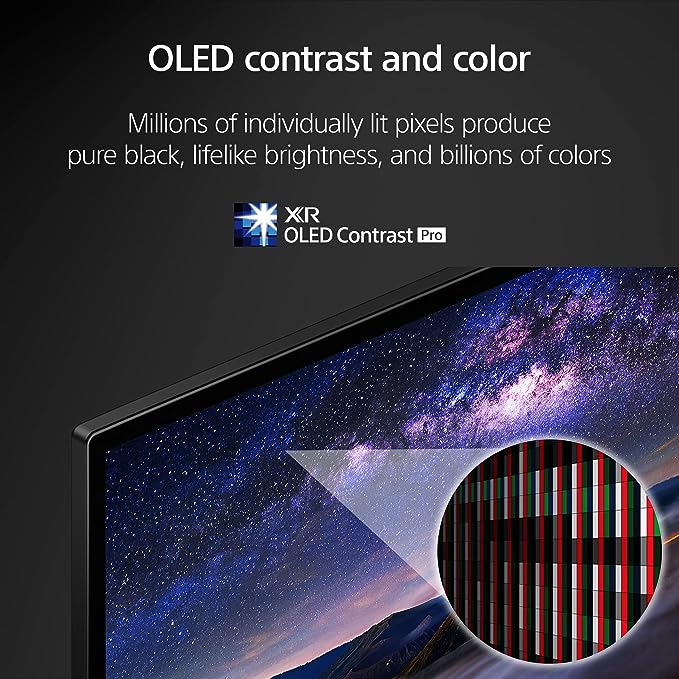 OLED contrast and color
Millions of individually lit pixels produce
pure black, lifelike brightness, and billions of colors
XR
OLED Contrast Pro